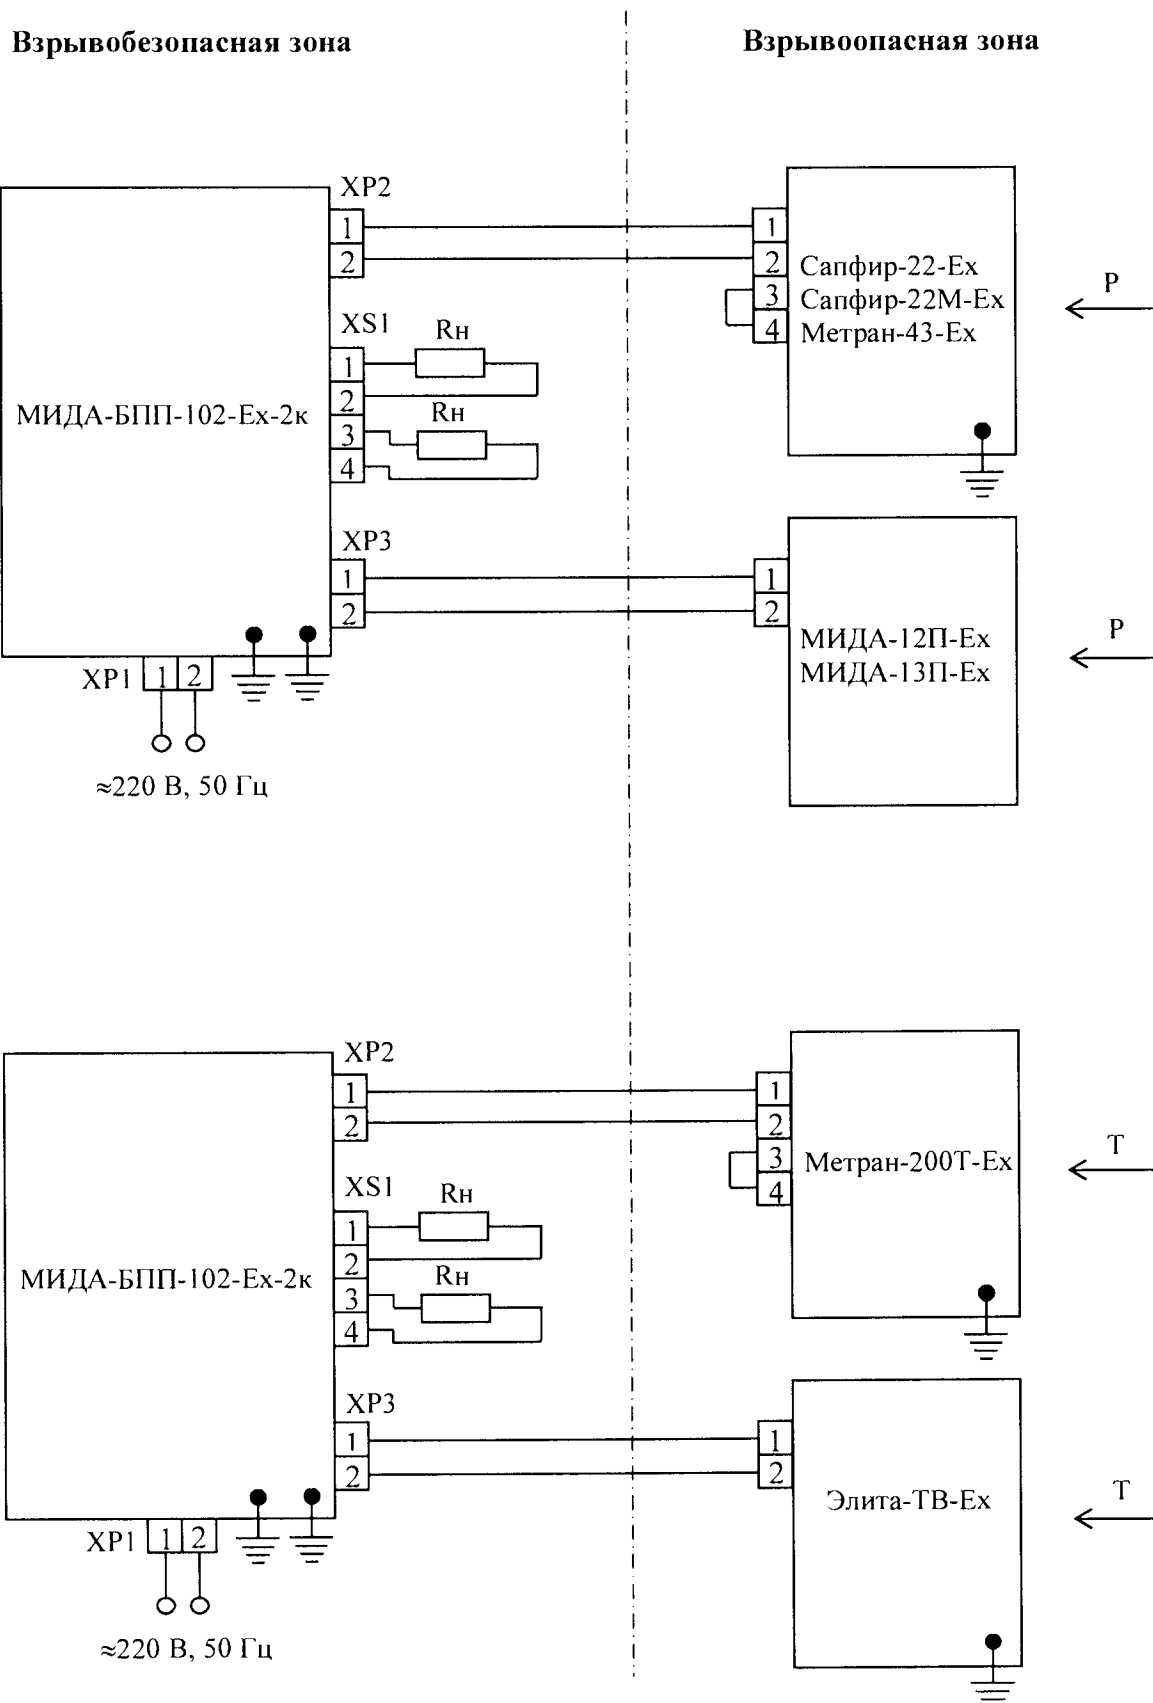 Взрывобезопасная зона
Взрывоопасная зона
XP2
1
2
XS1
1
2
3
4
Rн
Rн
МИДА-БПП-102-Ex-2к
XP3
1
2
XP1
1 2
≈220 В, 50 Гц
1
2
3
4
Сапфир-22-Ex
Сапфир-22М-Ex
Метран-43-Ex
P
1
2
МИДА-12П-Ex
МИДА-13П-Ex
P
XP2
1
2
XS1
1
2
3
4
Rн
Rн
МИДА-БПП-102-Ex-2к
XP3
1
2
XP1
1 2
≈220 В, 50 Гц
1
2
3
4
Метран-200Т-Ex
T
1
2
Элита-ТВ-Ex
T